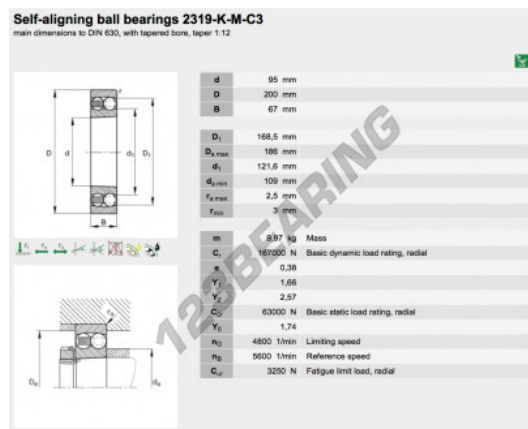 Self-aligning ball bearings 2319-K-M-C3
main dimensions to DIN 630, with tapered bore, taper 1:12
r
D d d1 D1
B
ra
Da da
d 95 mm
D 200 mm
B 67 mm
D1 168,5 mm
Da max 186 mm
d1 121,6 mm
da min 109 mm
ra max 2,5 mm
rmin 3 mm
m 9,87 kg Mass
Cr 167000 N Basic dynamic load rating, radial
e 0,38
Y1 1,66
Y2 2,57
C0r 63000 N Basic static load rating, radial
Y0 1,74
nG 4800 1/min Limiting speed
nB 5600 1/min Reference speed
Cur 3250 N Fatigue limit load, radial
123BEARING